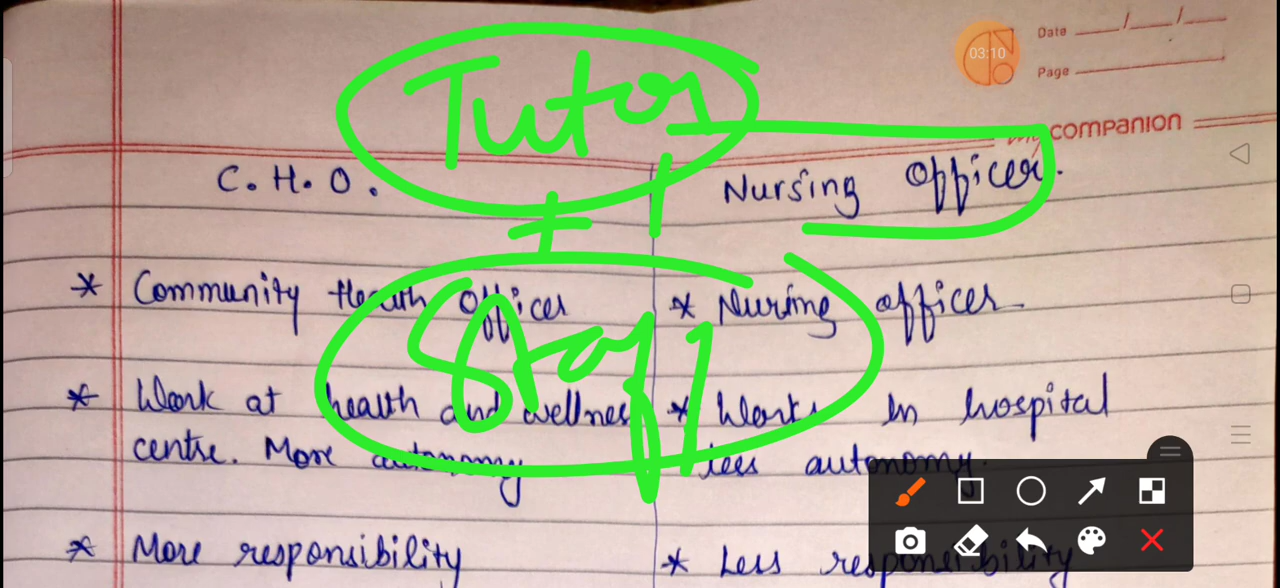 Date
03:10
Page
Tutor
my companion
C.H.O.
Nursing Officer.
Community Health Officer
Nursing officer
Staff
Work at health and wellness
centre. More autonomy
Works In hospital
less autonomy.
More responsibility
Less responsibility